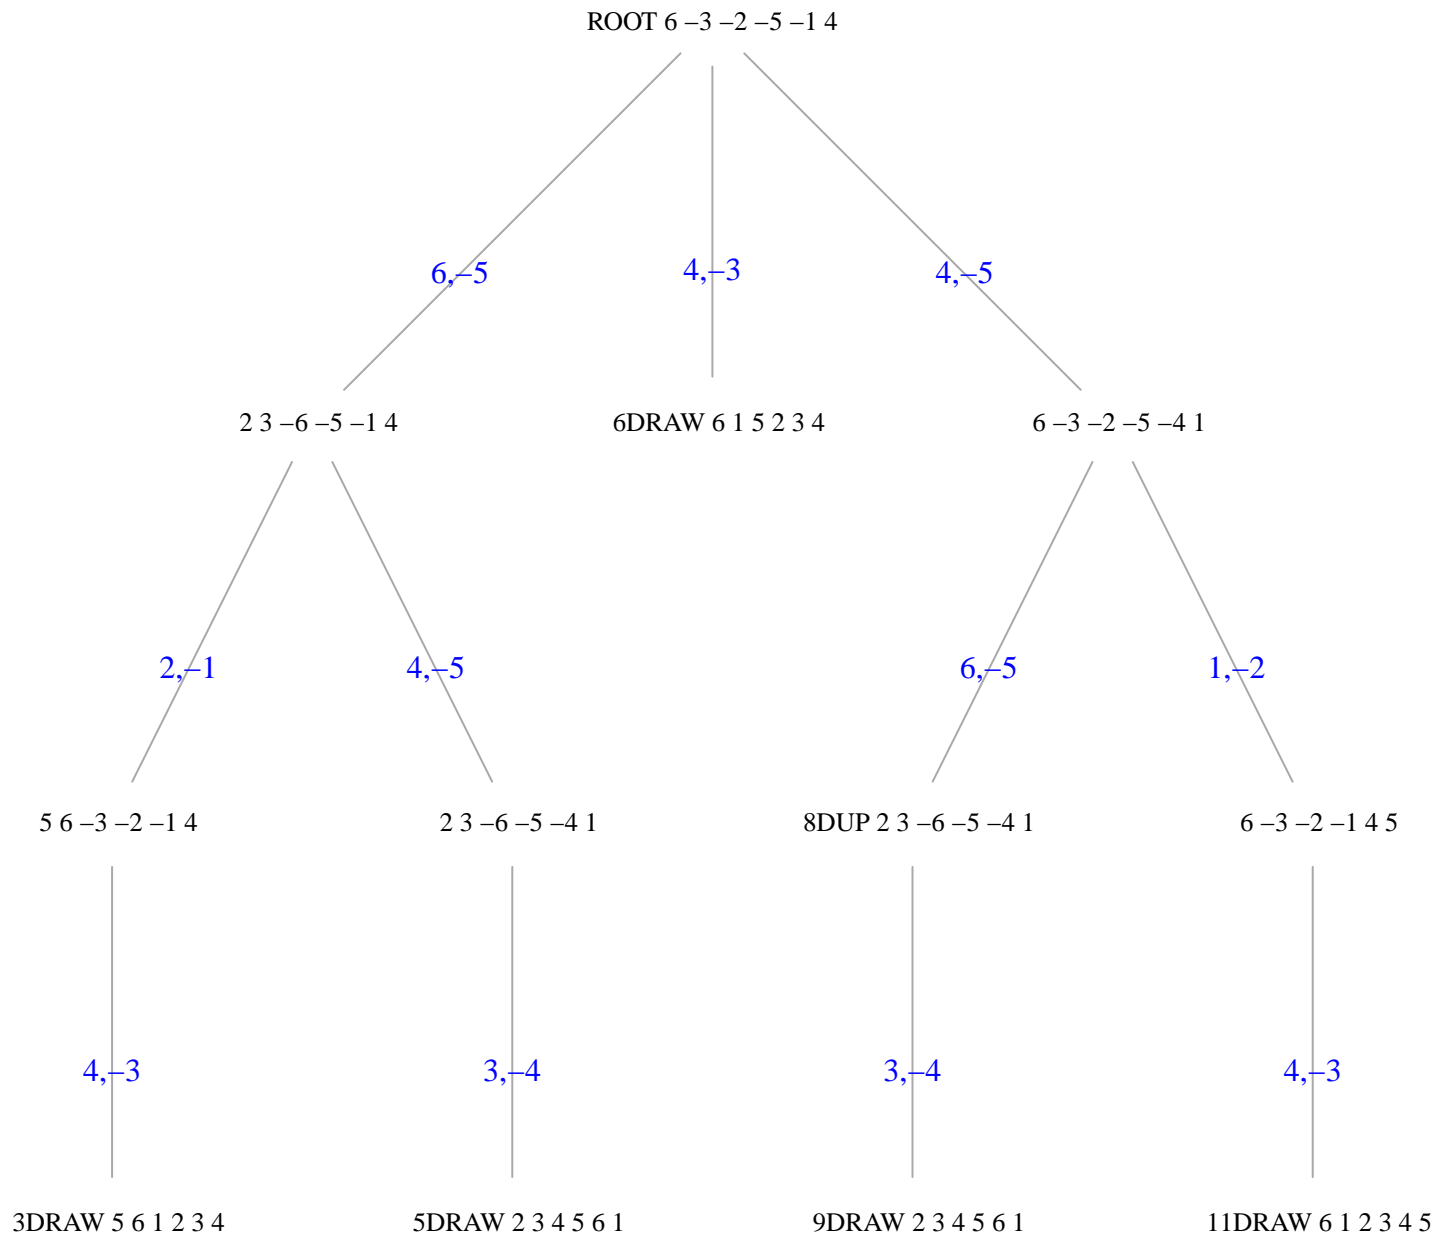 ROOT 6 –3 –2 –5 –1 4
6,–5
4,–3
4,–5
2 3 –6 –5 –1 4
6DRAW 6 1 5 2 3 4
6 –3 –2 –5 –4 1
2,–1
4,–5
6,–5
1,–2
5 6 –3 –2 –1 4
2 3 –6 –5 –4 1
8DUP 2 3 –6 –5 –4 1
6 –3 –2 –1 4 5
4,–3
3,–4
3,–4
4,–3
3DRAW 5 6 1 2 3 4
5DRAW 2 3 4 5 6 1
9DRAW 2 3 4 5 6 1
11DRAW 6 1 2 3 4 5